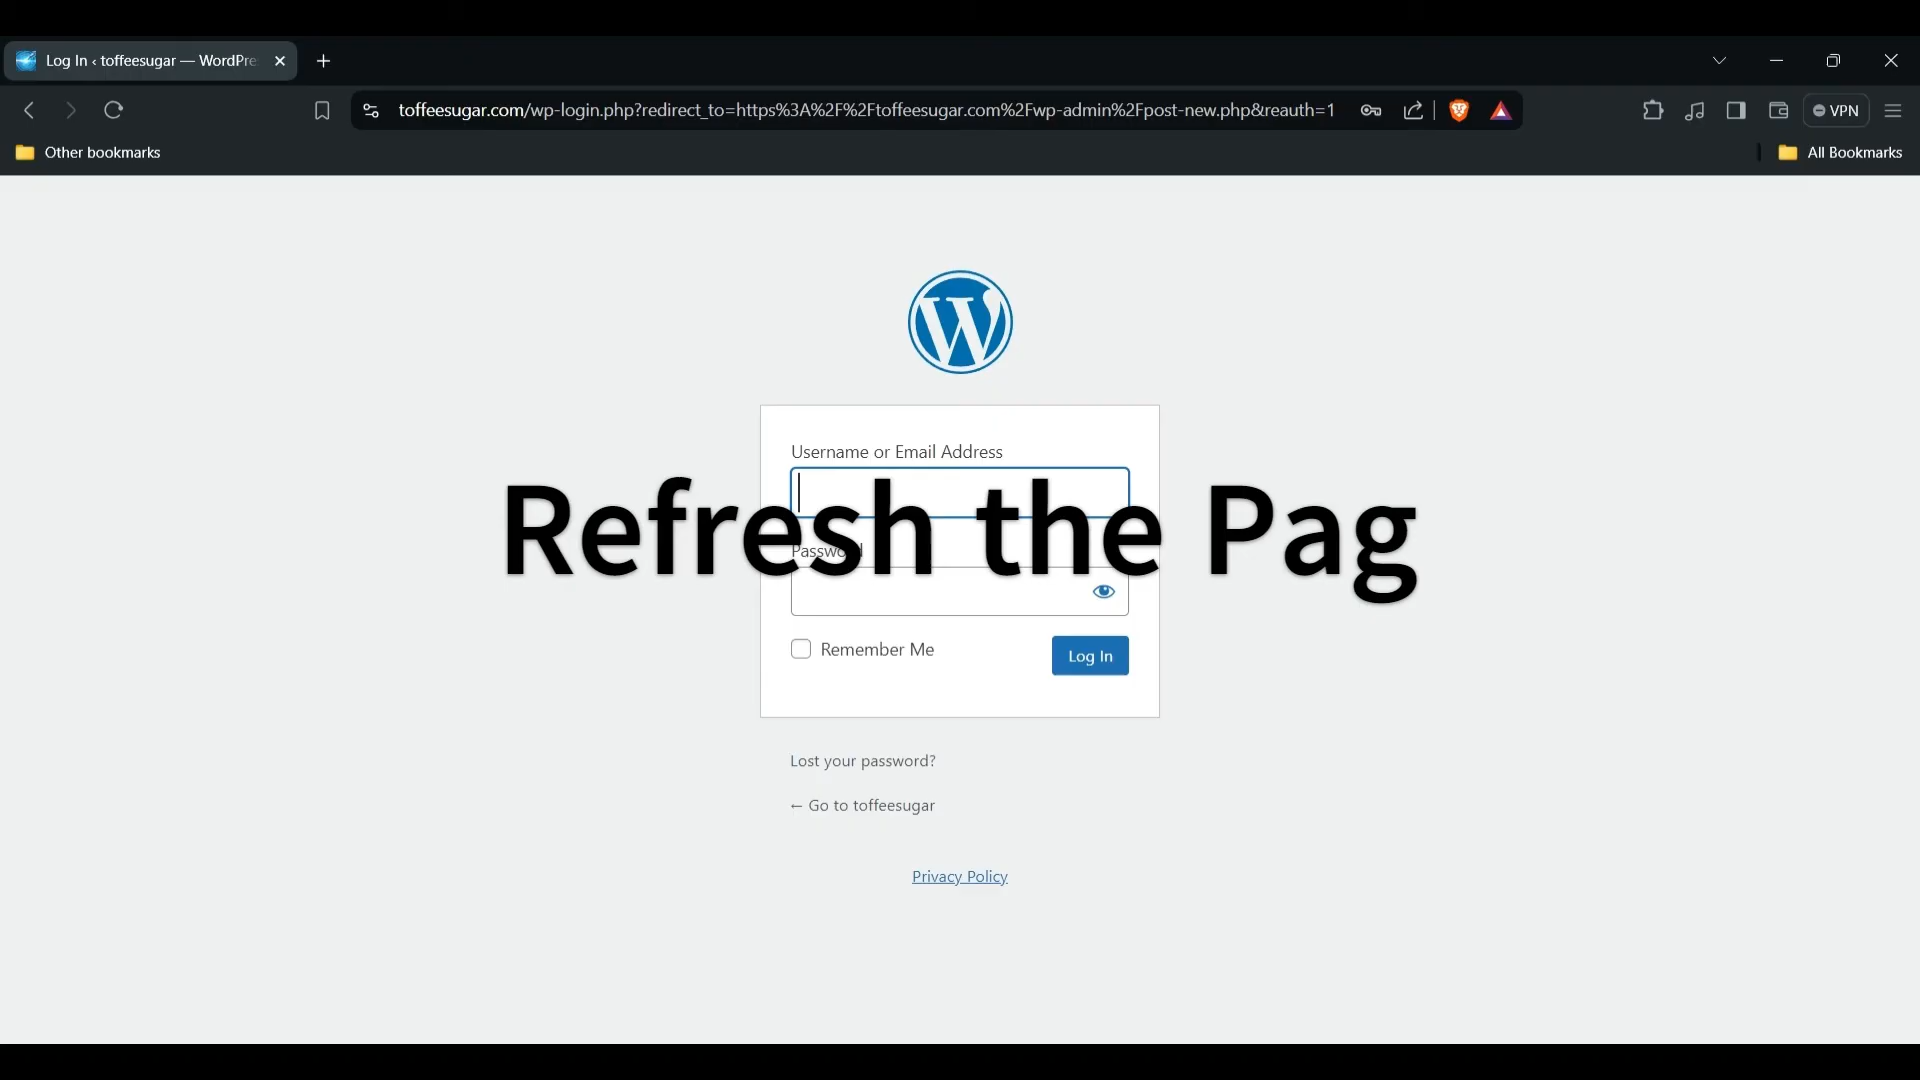 Log In ‹ toffeesugar — WordPre
toffeesugar.com/wp-login.php?redirect_to=https%3A%2F%2Ftoffeesugar.com%2Fwp-admin%2Fpost-new.php&reauth=1
VPN
Other bookmarks
All Bookmarks
Username or Email Address
Refresh the Pag
Password
Remember Me
Log In
Lost your password?
← Go to toffeesugar
Privacy Policy